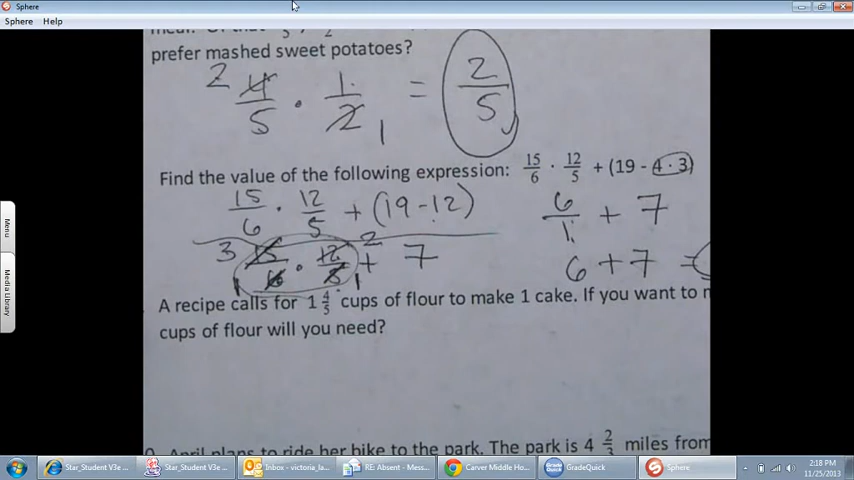 Sphere
Sphere Help
prefer mashed sweet potatoes?
2 4/5 · 1/2 1 = 2/5
Find the value of the following expression: 15/6 · 12/5 + (19 - 4 · 3)
15/6 · 12/5 + (19 - 12)
6/1 + 7
3 15/6 1 · 12/5 2 1 + 7
6 + 7 =
A recipe calls for 1 4/5 cups of flour to make 1 cake. If you want to m
cups of flour will you need?
April plans to ride her bike to the park. The park is 4 2/3 miles from
Menu
Media Library
Star_Student V3e ...
Star_Student V3e ...
Inbox - victoria_la...
RE: Absent - Mess...
Carver Middle Ho...
GradeQuick
Sphere
2:18 PM
11/25/2013